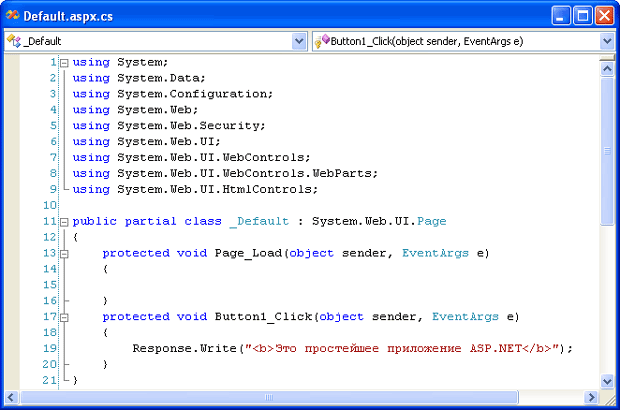 Default.aspx.cs
_Default Button1_Click(object sender, EventArgs e)
1 using System;
2 using System.Data;
3 using System.Configuration;
4 using System.Web;
5 using System.Web.Security;
6 using System.Web.UI;
7 using System.Web.UI.WebControls;
8 using System.Web.UI.WebControls.WebParts;
9 using System.Web.UI.HtmlControls;
10
11 public partial class _Default : System.Web.UI.Page
12 {
13     protected void Page_Load(object sender, EventArgs e)
14     {
15
16     }
17     protected void Button1_Click(object sender, EventArgs e)
18     {
19         Response.Write("<b>Это простейшее приложение ASP.NET</b>");
20     }
21 }